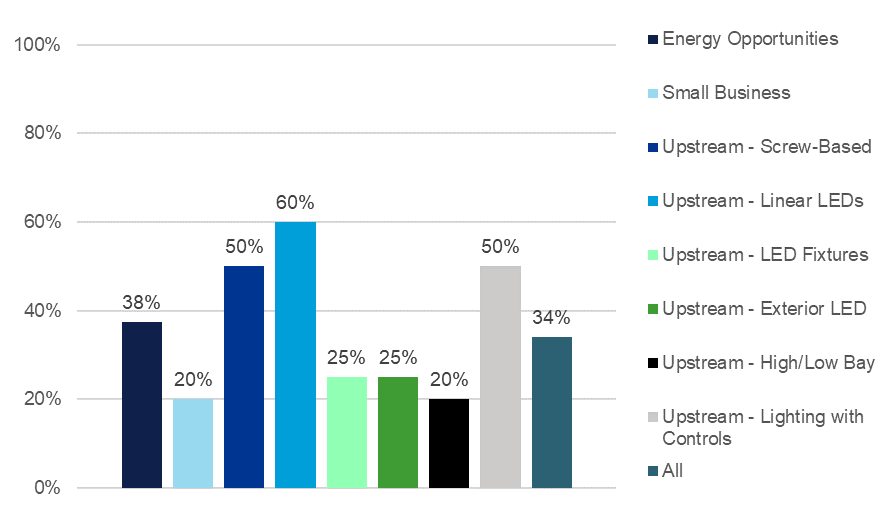 100%
80%
60%
40%
20%
0%
38%
20%
50%
60%
25%
25%
20%
50%
34%
Energy Opportunities
Small Business
Upstream - Screw-Based
Upstream - Linear LEDs
Upstream - LED Fixtures
Upstream - Exterior LED
Upstream - High/Low Bay
Upstream - Lighting with
Controls
All